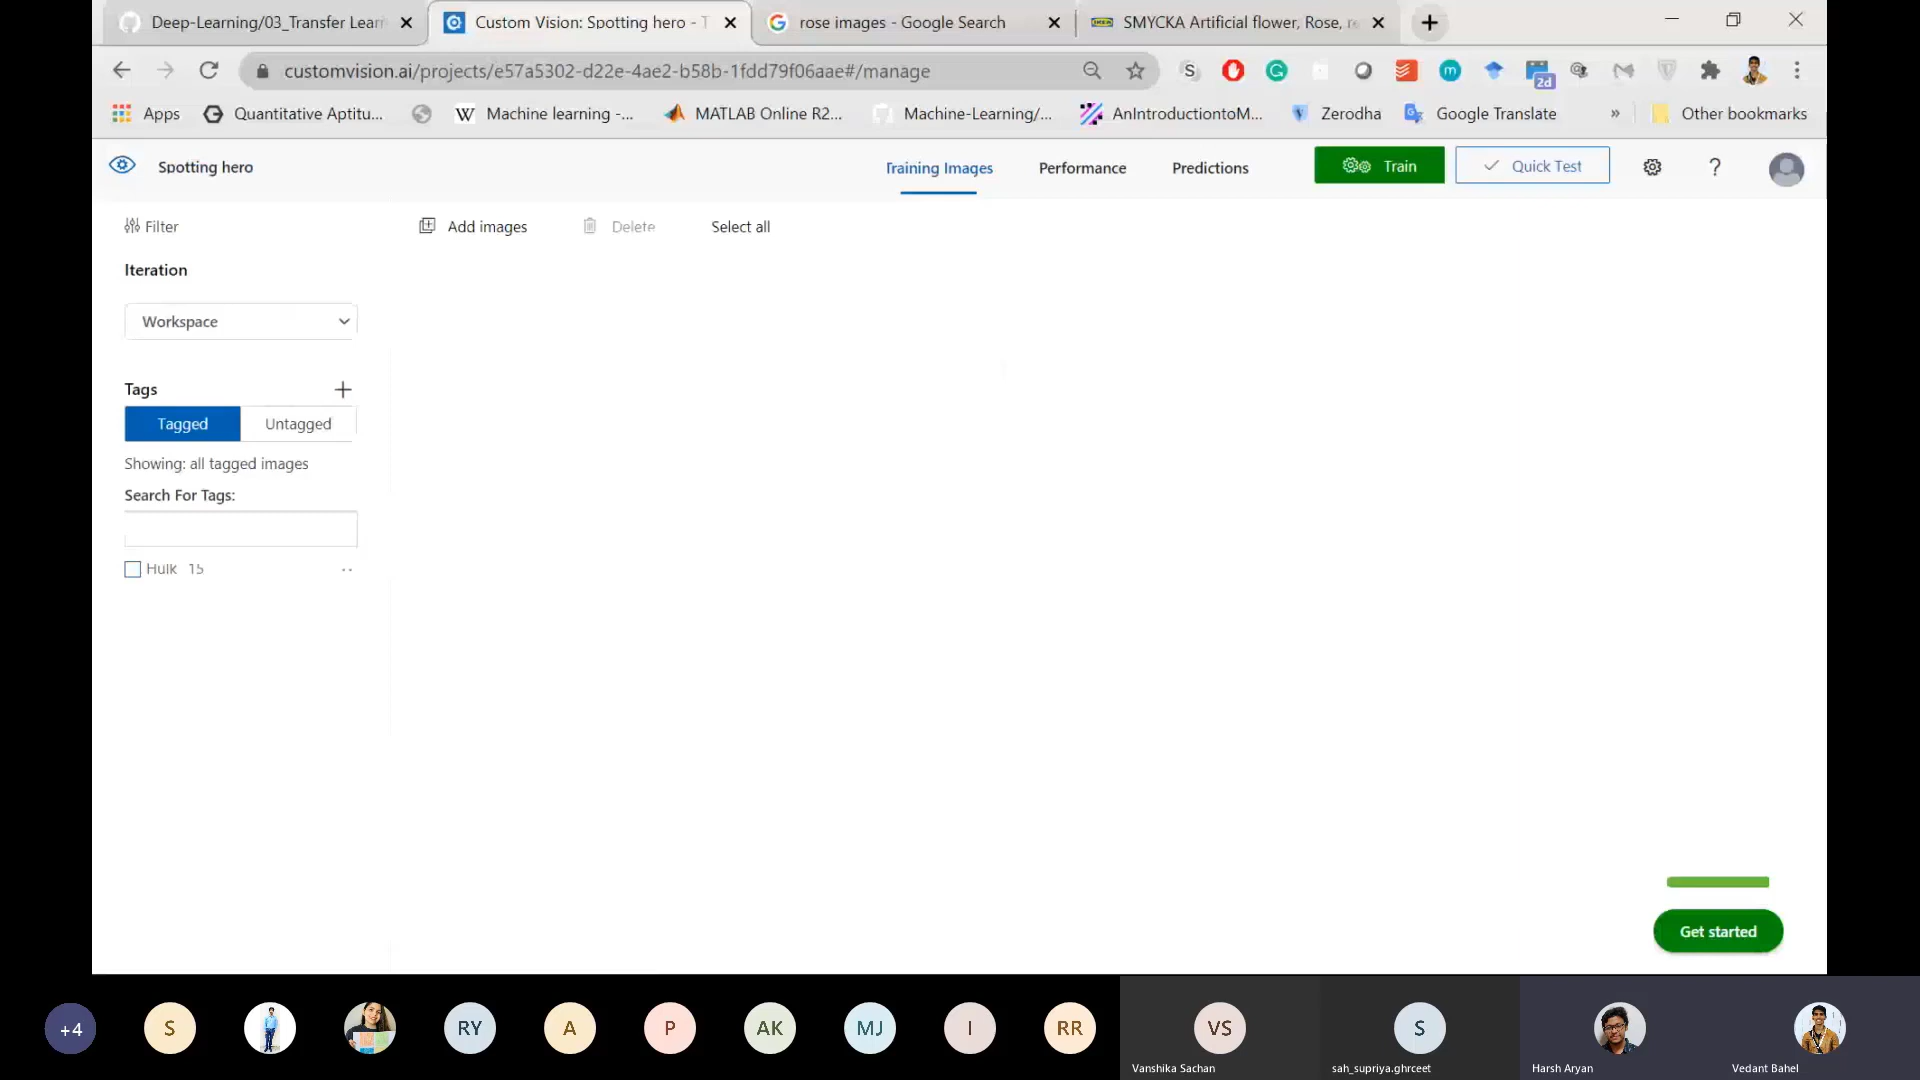 Deep-Learning/03_Transfer Lear
Custom Vision: Spotting hero - T
rose images - Google Search
SMYCKA Artificial flower, Rose, re
customvision.ai/projects/e57a5302-d22e-4ae2-b58b-1fdd79f06aae#/manage
2d
Apps
Quantitative Aptitu...
Machine learning -...
MATLAB Online R2...
Machine-Learning/...
AnIntroductiontoM...
Zerodha
Google Translate
»
Other bookmarks
Spotting hero
Training Images
Performance
Predictions
Train
Quick Test
?
Filter
Add images
Delete
Select all
Iteration
Workspace
Tags
Tagged
Untagged
Showing: all tagged images
Search For Tags:
Hulk 15
Get started
+4
S
RY
A
P
AK
MJ
I
RR
VS
Vanshika Sachan
S
sah_supriya.ghrceet
Harsh Aryan
Vedant Bahel